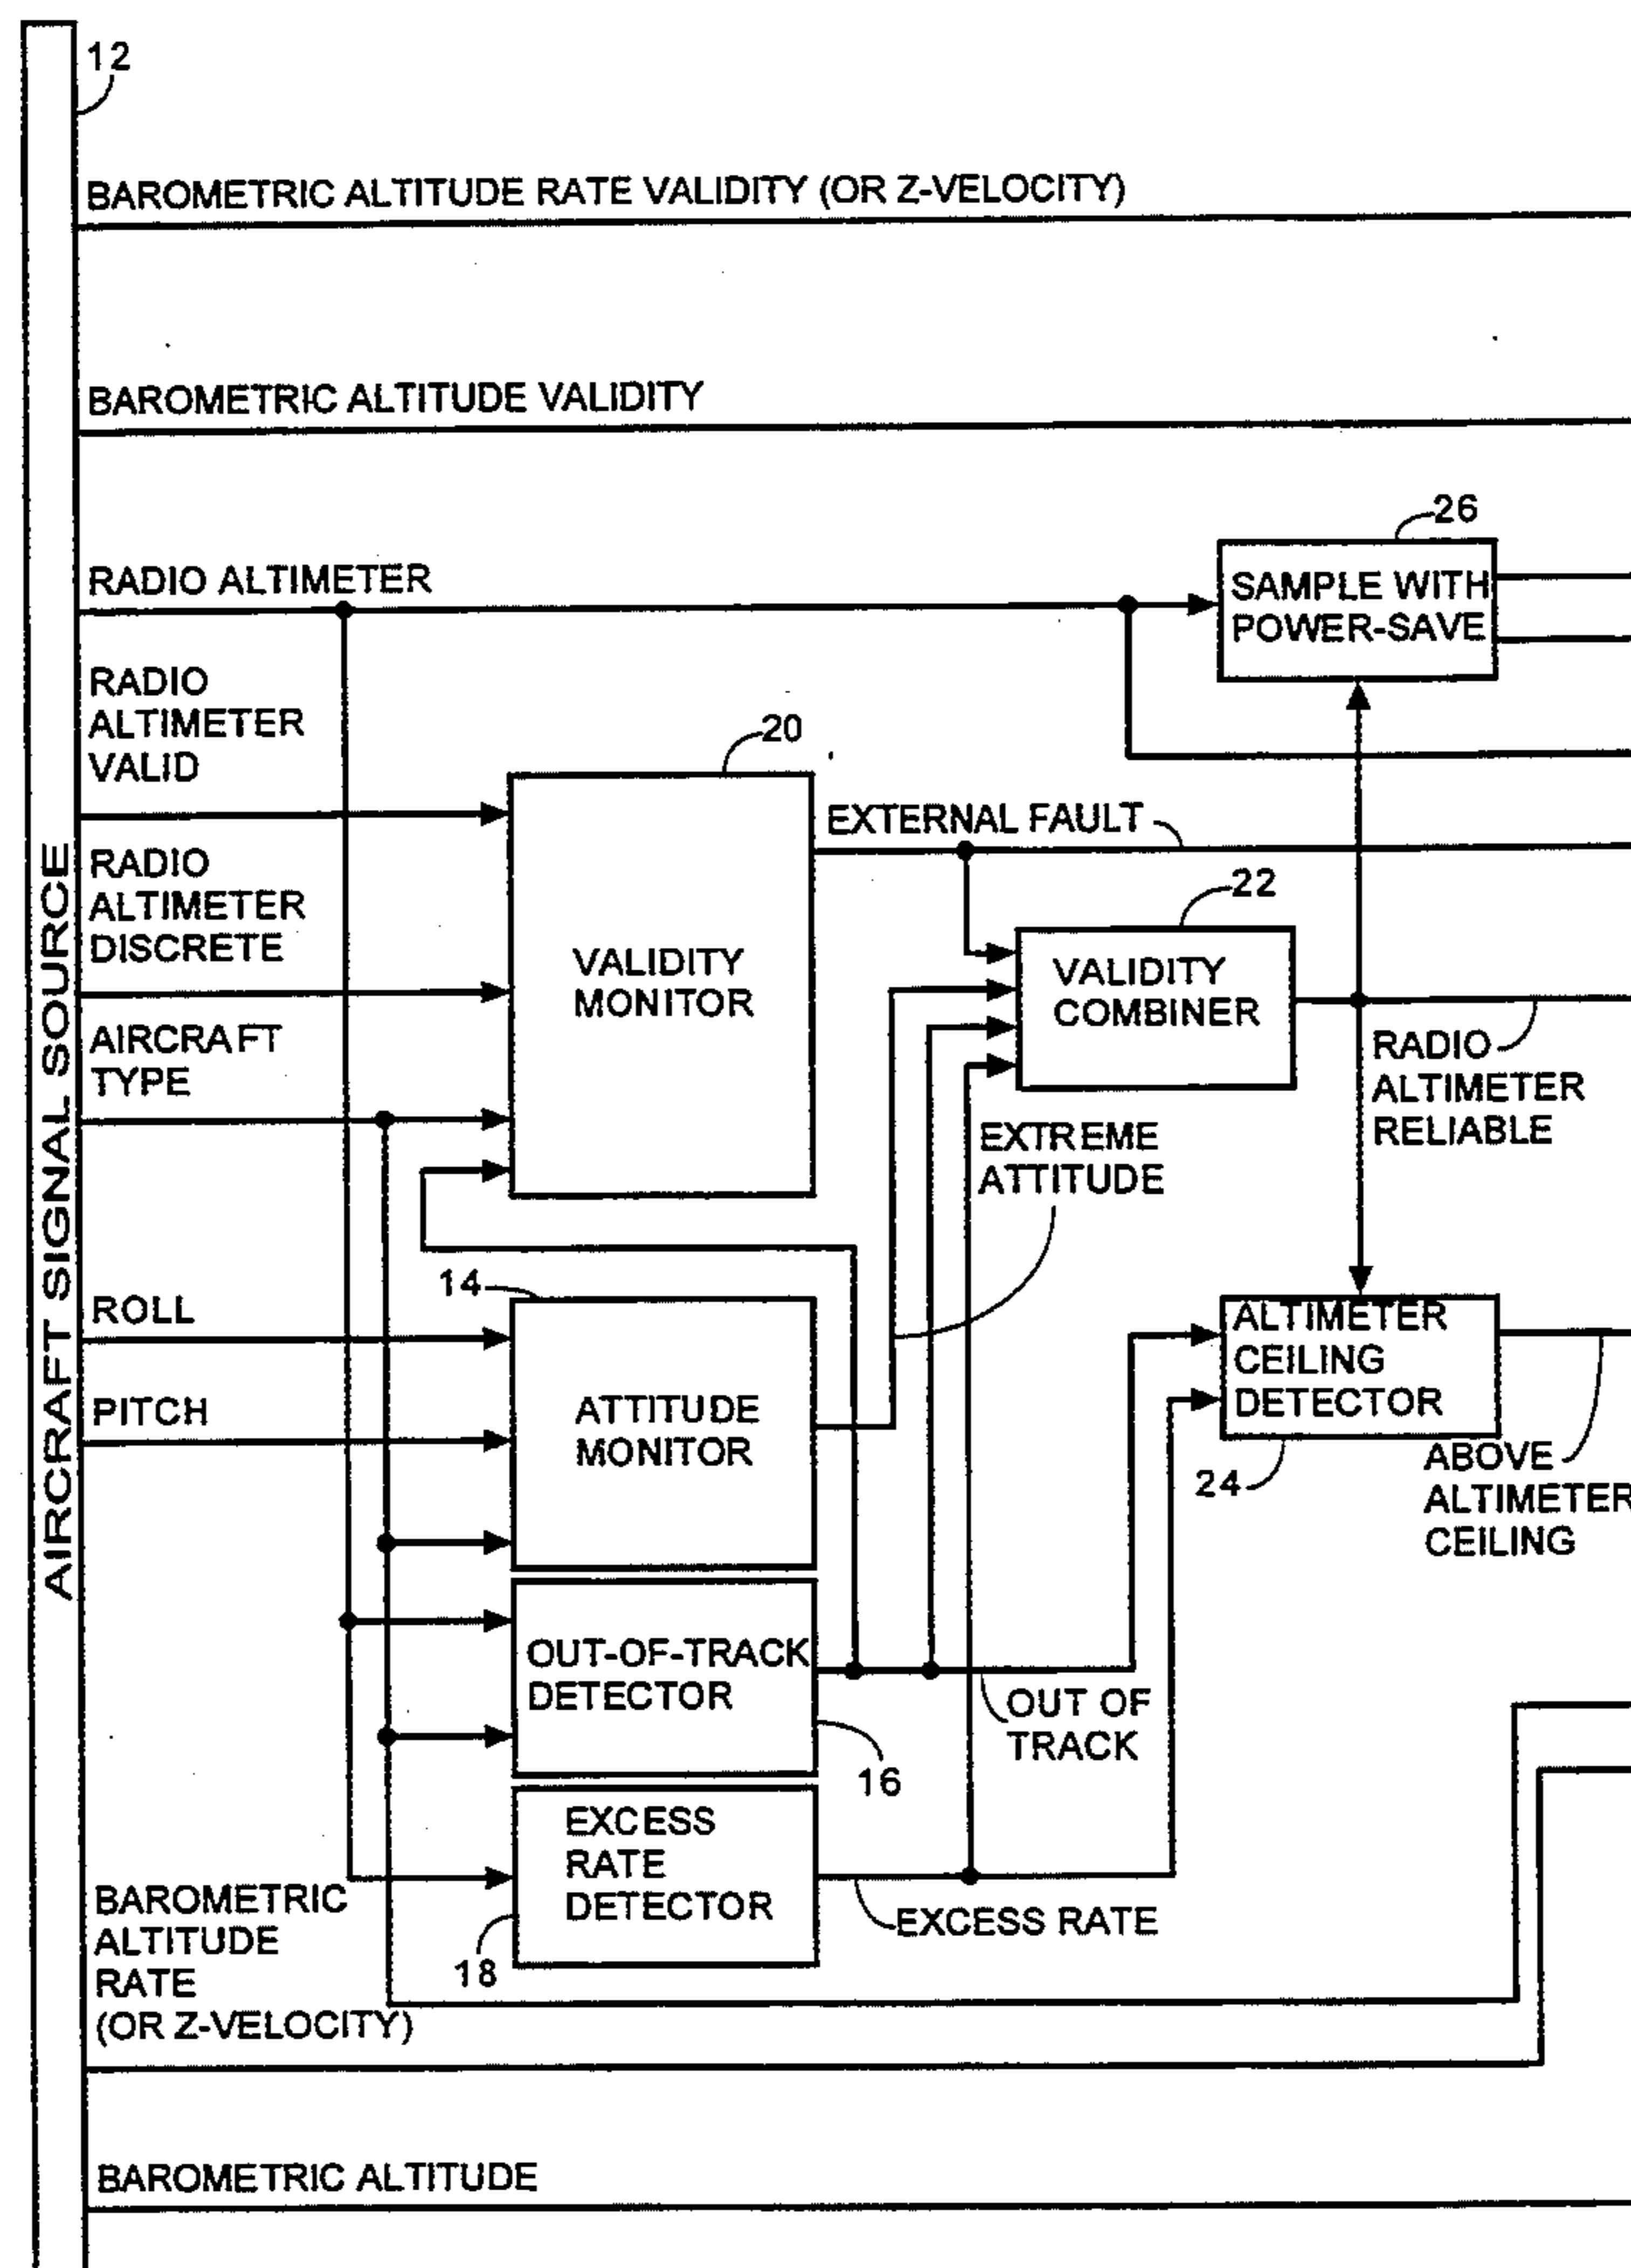 12
BAROMETRIC ALTITUDE RATE VALIDITY (OR Z-VELOCITY)
BAROMETRIC ALTITUDE VALIDITY
26
RADIO ALTIMETER
SAMPLE WITH
POWER-SAVE
RADIO
ALTIMETER
VALID
20
EXTERNAL FAULT
RADIO
ALTIMETER
DISCRETE
22
VALIDITY
MONITOR
VALIDITY
COMBINER
AIRCRAFT
TYPE
RADIO
ALTIMETER
RELIABLE
EXTREME
ATTITUDE
AIRCRAFT SIGNAL SOURCE
14
ROLL
PITCH
ATTITUDE
MONITOR
ALTIMETER
CEILING
DETECTOR
24
ABOVE
ALTIMETER
CEILING
OUT-OF-TRACK
DETECTOR
OUT OF
TRACK
16
EXCESS
RATE
DETECTOR
EXCESS RATE
18
BAROMETRIC
ALTITUDE
RATE
(OR Z-VELOCITY)
BAROMETRIC ALTITUDE